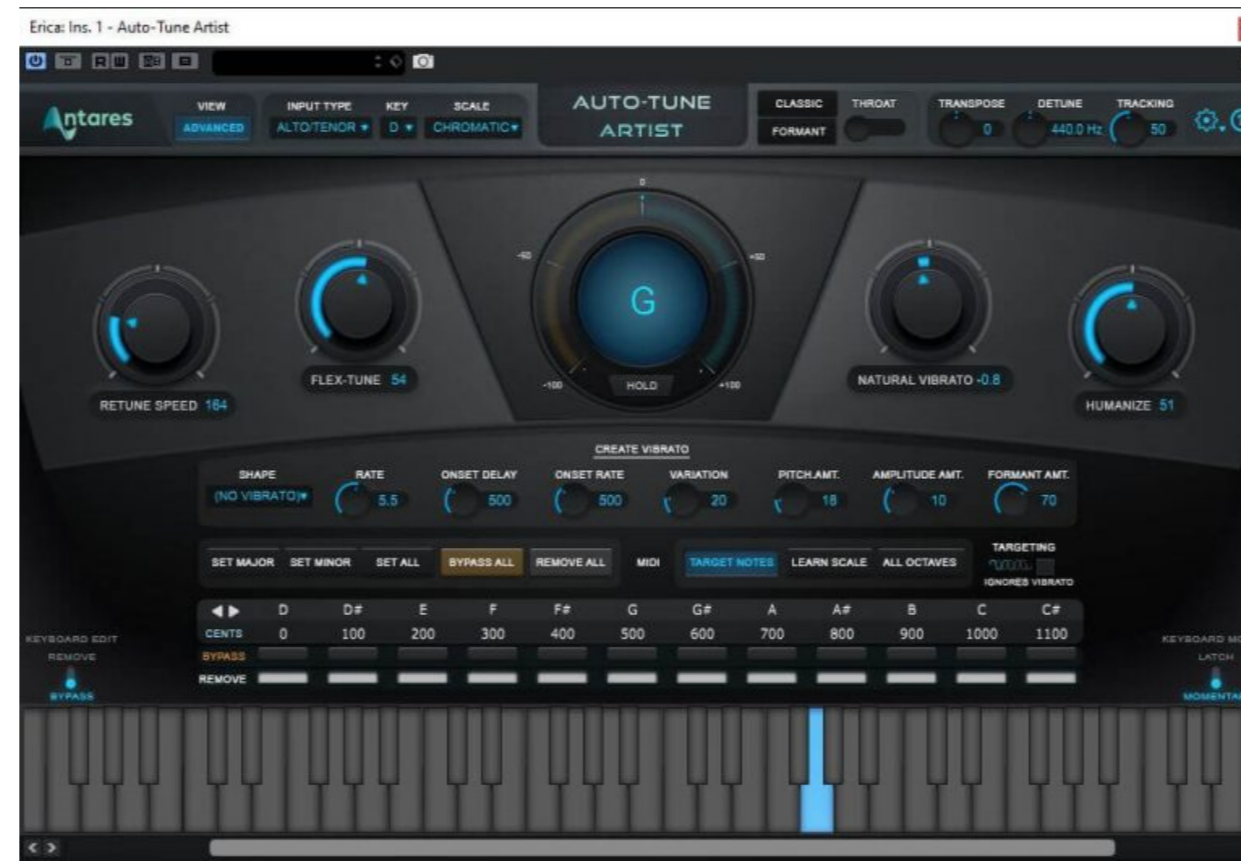 Erica: Ins. 1 - Auto-Tune Artist
Antares
VIEW
ADVANCED
INPUT TYPE KEY SCALE
ALTO/TENOR D CHROMATIC
AUTO-TUNE
ARTIST
CLASSIC
FORMANT
THROAT
TRANSPOSE DETUNE TRACKING
0 440.0 Hz 50
0
-50 +50
G
-100 HOLD +100
RETUNE SPEED 164
FLEX-TUNE 54
NATURAL VIBRATO -0.8
HUMANIZE 51
CREATE VIBRATO
SHAPE RATE ONSET DELAY ONSET RATE VARIATION PITCH AMT. AMPLITUDE AMT. FORMANT AMT.
(NO VIBRATO) 5.5 500 500 20 18 10 70
SET MAJOR SET MINOR SET ALL BYPASS ALL REMOVE ALL MIDI TARGET NOTES LEARN SCALE ALL OCTAVES
TARGETING
IGNORES VIBRATO
D D# E F F# G G# A A# B C C#
CENTS 0 100 200 300 400 500 600 700 800 900 1000 1100
BYPASS
REMOVE
KEYBOARD EDIT
REMOVE
BYPASS
KEYBOARD MO
LATCH
MOMENTA